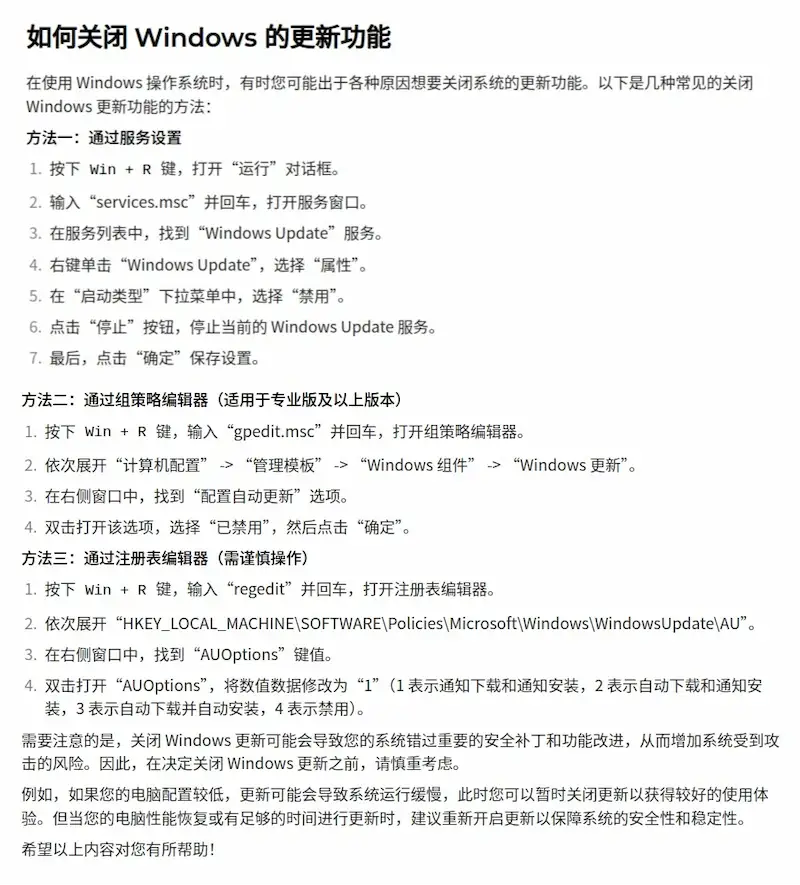 如何关闭 Windows 的更新功能
在使用 Windows 操作系统时，有时您可能出于各种原因想要关闭系统的更新功能。以下是几种常见的关闭
Windows 更新功能的方法：
方法一：通过服务设置
1. 按下 Win + R 键，打开“运行”对话框。
2. 输入“services.msc”并回车，打开服务窗口。
3. 在服务列表中，找到“Windows Update”服务。
4. 右键单击“Windows Update”，选择“属性”。
5. 在“启动类型”下拉菜单中，选择“禁用”。
6. 点击“停止”按钮，停止当前的 Windows Update 服务。
7. 最后，点击“确定”保存设置。
方法二：通过组策略编辑器（适用于专业版及以上版本）
1. 按下 Win + R 键，输入“gpedit.msc”并回车，打开组策略编辑器。
2. 依次展开“计算机配置” -> “管理模板” -> “Windows 组件” -> “Windows 更新”。
3. 在右侧窗口中，找到“配置自动更新”选项。
4. 双击打开该选项，选择“已禁用”，然后点击“确定”。
方法三：通过注册表编辑器（需谨慎操作）
1. 按下 Win + R 键，输入“regedit”并回车，打开注册表编辑器。
2. 依次展开“HKEY_LOCAL_MACHINE\SOFTWARE\Policies\Microsoft\Windows\WindowsUpdate\AU”。
3. 在右侧窗口中，找到“AUOptions”键值。
4. 双击打开“AUOptions”，将数值数据修改为“1”（1 表示通知下载和通知安装，2 表示自动下载和通知安
装，3 表示自动下载并自动安装，4 表示禁用）。
需要注意的是，关闭 Windows 更新可能会导致您的系统错过重要的安全补丁和功能改进，从而增加系统受到攻
击的风险。因此，在决定关闭 Windows 更新之前，请慎重考虑。
例如，如果您的电脑配置较低，更新可能会导致系统运行缓慢，此时您可以暂时关闭更新以获得较好的使用体
验。但当您的电脑性能恢复或有足够的时间进行更新时，建议重新开启更新以保障系统的安全性和稳定性。
希望以上内容对您有所帮助！